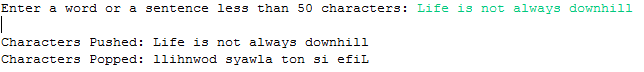 Enter a word or a sentence less than 50 characters: Life is not always downhill
Characters Pushed: Life is not always downhill
Characters Popped: llihnwod syawla ton si efiL